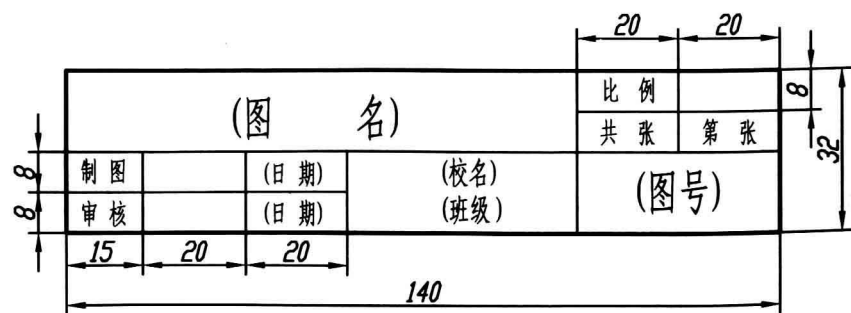 20 20
比 例
8
(图 名)
共 张 第 张
32
8 制 图 (日 期) (校名)
(图号)
8 审 核 (日 期) (班级)
15 20 20
140